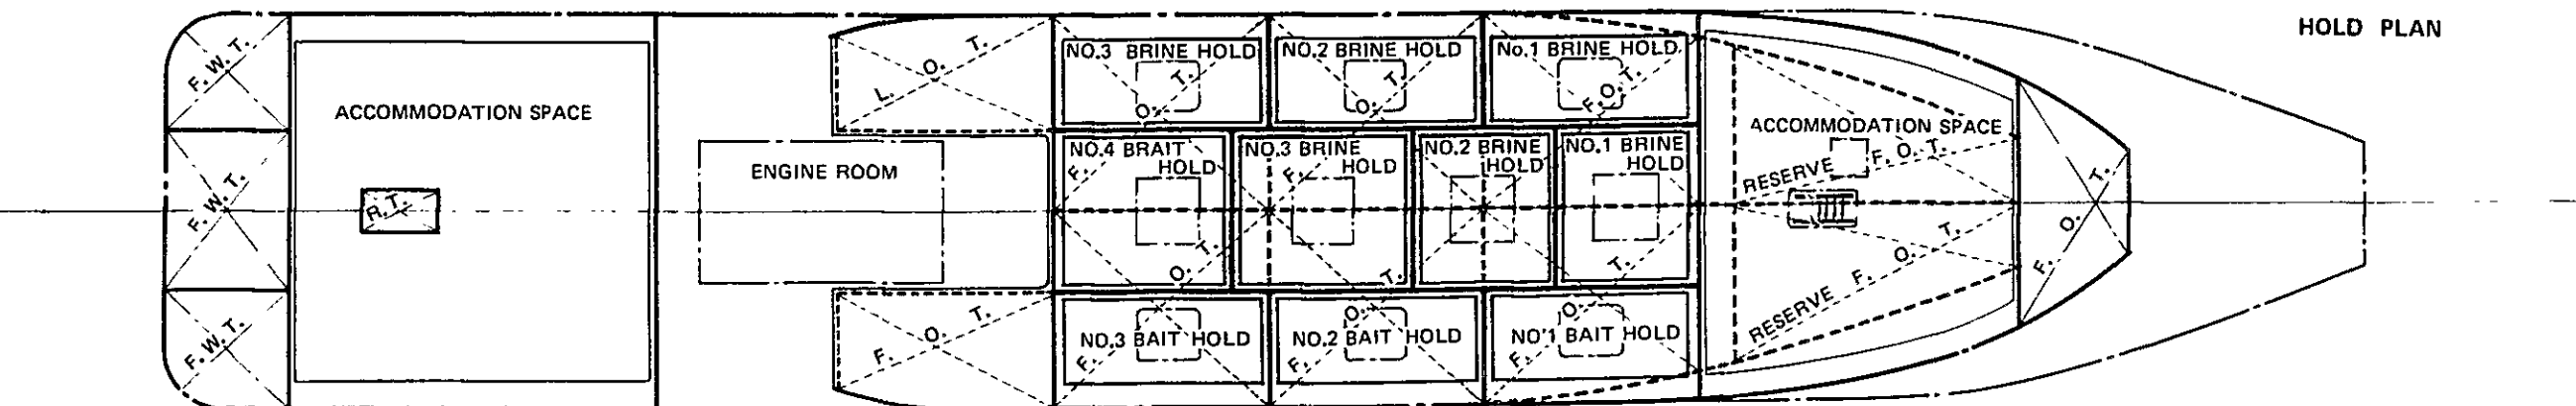 HOLD PLAN
F. W. T.
ACCOMMODATION SPACE
R.T.
F. W. T.
F. W. T.
ENGINE ROOM
L. O. T.
F. O. T.
NO.3 BRINE HOLD
NO.2 BRINE HOLD
No.1 BRINE HOLD
O. T.
O. T.
F. O. T.
NO.4 BRAIT
HOLD
NO.3 BRINE
HOLD
NO.2 BRINE
HOLD
NO.1 BRINE
HOLD
F.
F.
O. T.
O. T.
O. T.
NO.3 BAIT HOLD
NO.2 BAIT HOLD
NO'1 BAIT HOLD
F.
F.
F.
ACCOMMODATION SPACE
RESERVE F. O. T.
RESERVE F. O. T.
F. O. T.